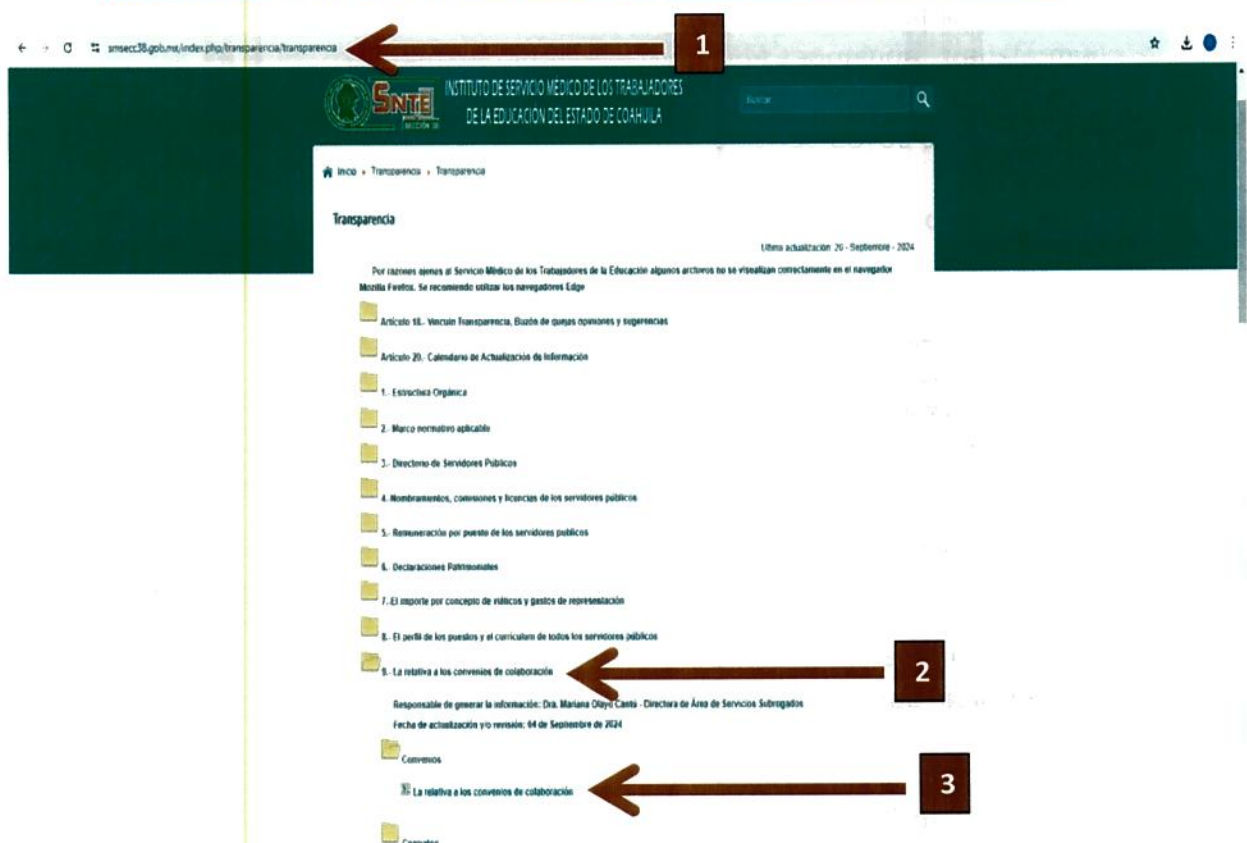 smsecc38.gob.mx/index.php/transparencia/transparencia
1
SNTE
SECCIÓN 38
INSTITUTO DE SERVICIO MEDICO DE LOS TRABAJADORES
DE LA EDUCACIÓN DEL ESTADO DE COAHUILA
Buscar
Inicio Transparencia Transparencia
Transparencia
Ultima actualización: 26 - Septiembre - 2024
Por razones ajenas al Servicio Médico de los Trabajadores de la Educación algunos archivos no se visualizan correctamente en el navegador
Mozilla Firefox. Se recomiendo utilizar los navegadores Edge
Artículo 18.- Vinculo Transparencia, Buzón de quejas opiniones y sugerencias
Artículo 20.- Calendario de Actualización de Información
1.- Estructura Orgánica
2.- Marco normativo aplicable
3.- Directorio de Servidores Públicos
4. Nombramientos, comisiones y licencias de los servidores públicos
5.- Remuneración por puesto de los servidores publicos
6.- Declaraciones Patrimoniales
7.-El importe por concepto de viáticos y gastos de representación
8.- El perfil de los puestos y el curriculum de todos los servidores públicos
9.- La relativa a los convenios de colaboración
2
Responsable de generar la información: Dra. Mariana Olayo Cantú - Directora de Área de Servicios Subrogados
Fecha de actualización y/o revisión: 04 de Septiembre de 2024
Convenios
La relativa a los convenios de colaboración
3